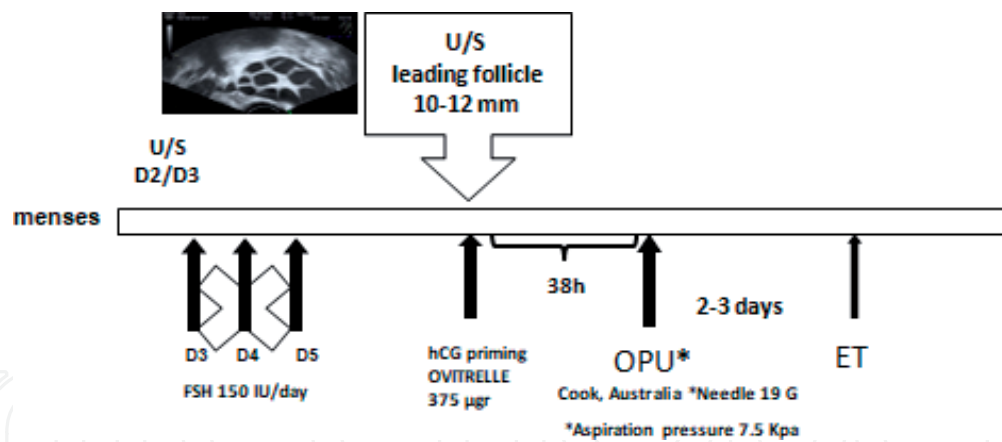 U/S
leading follicle
10-12 mm
U/S
D2/D3
menses
38h
2-3 days
D3 D4 D5
FSH 150 IU/day
hCG priming
OVITRELLE
375 µgr
OPU*
ET
Cook, Australia *Needle 19 G
*Aspiration pressure 7.5 Kpa